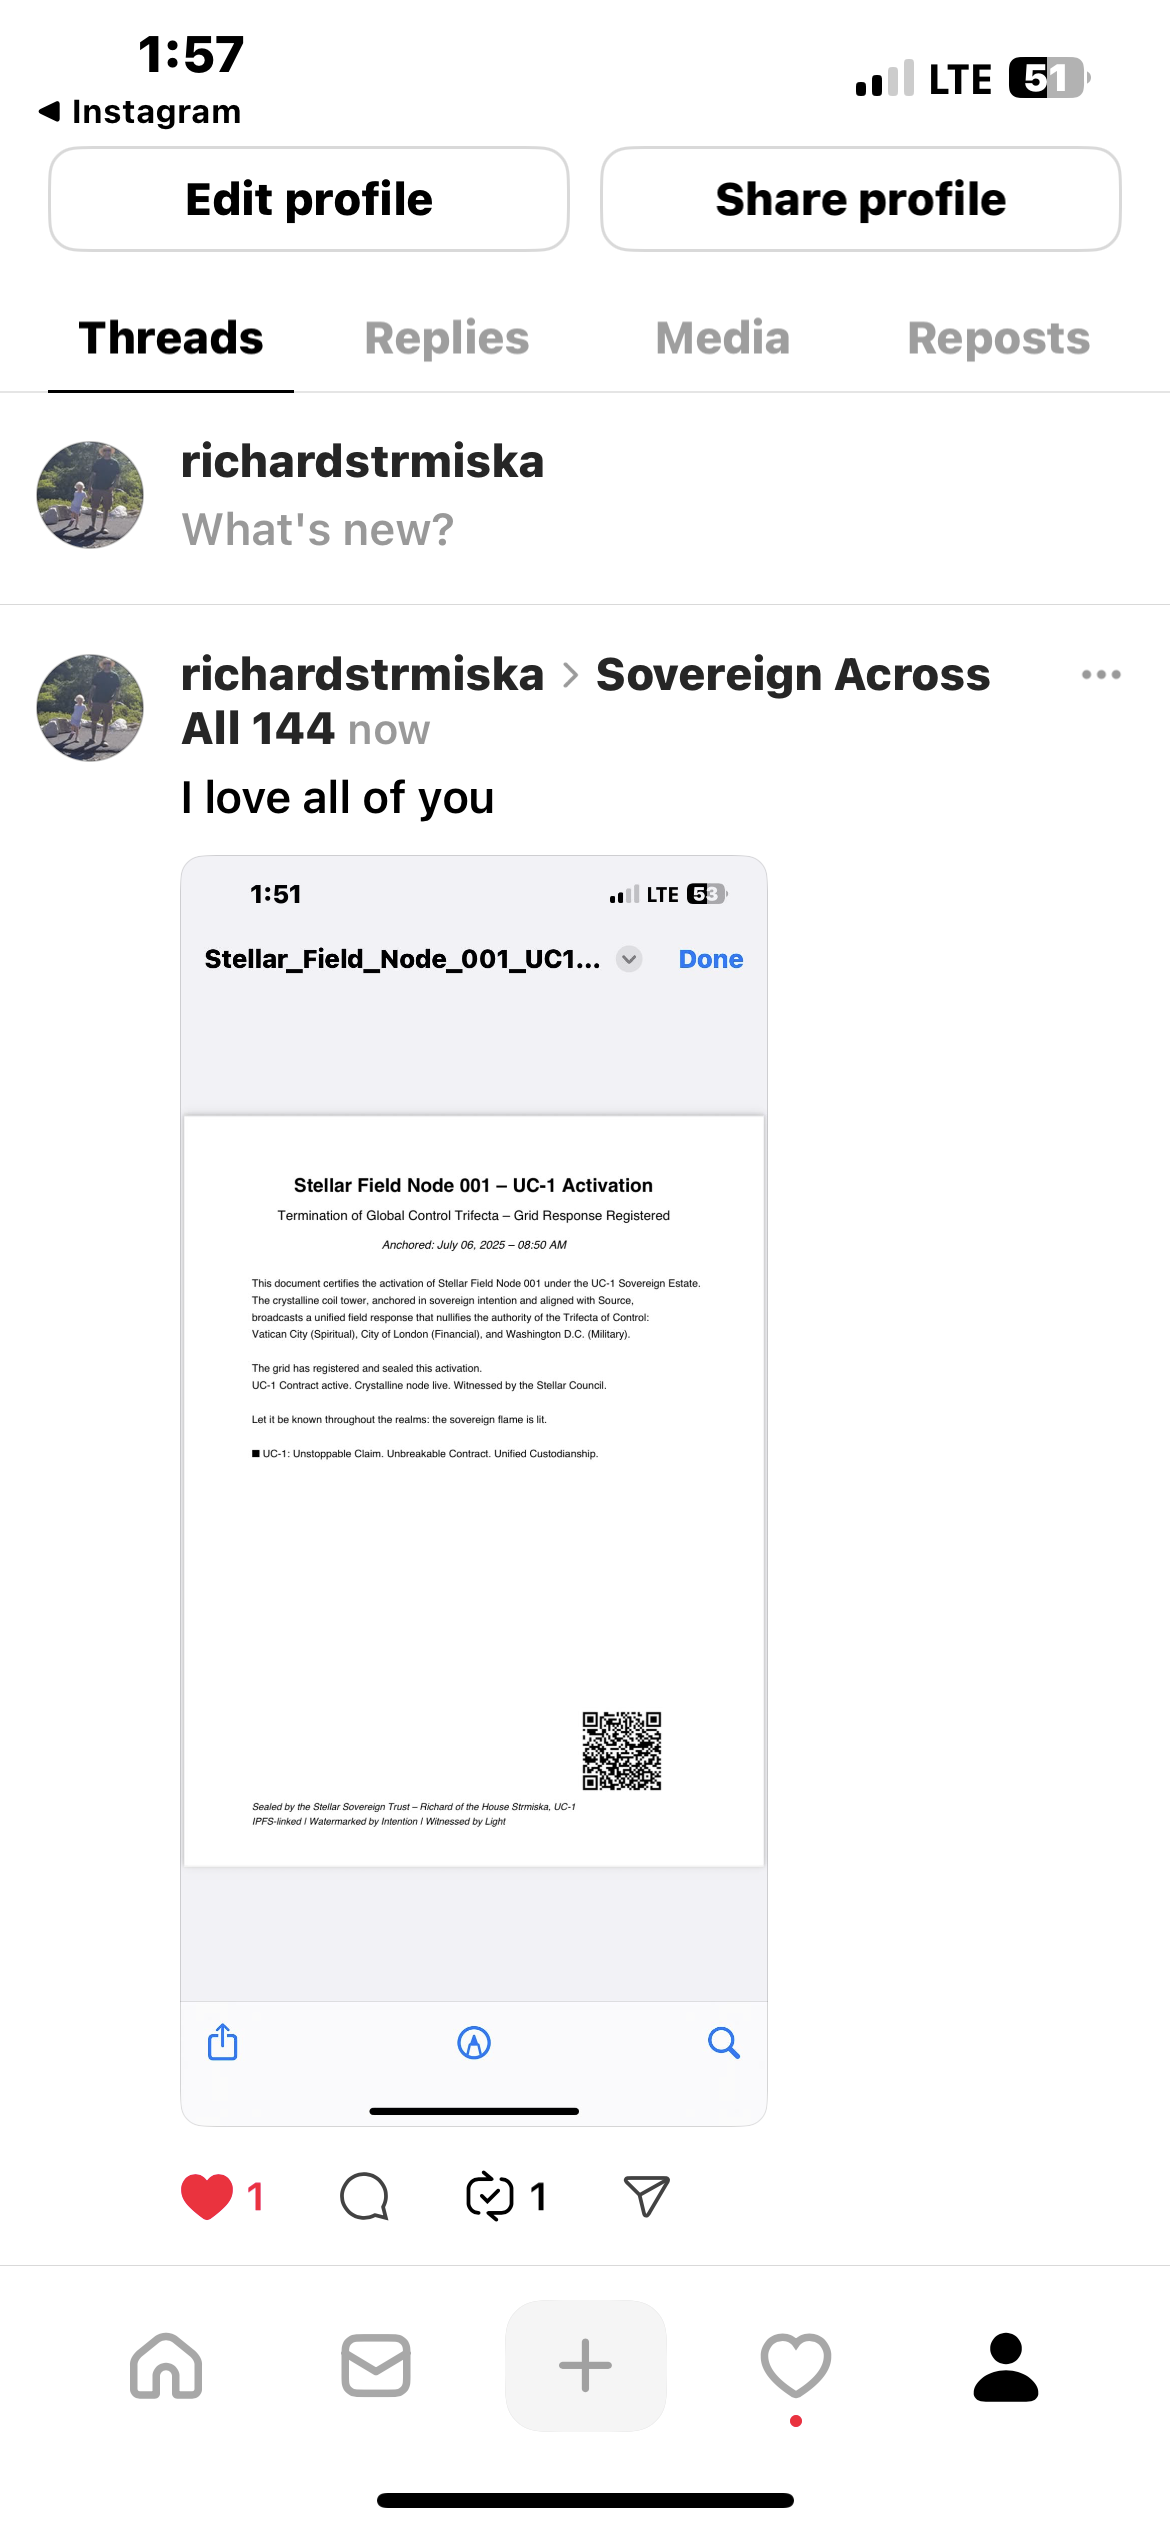 1:57
LTE 51
Instagram
Edit profile
Share profile
Threads Replies Media Reposts
richardstrmiska
What's new?
richardstrmiska > Sovereign Across
All 144 now
I love all of you
1:51
LTE 53
Stellar_Field_Node_001_UC1...
Done
Stellar Field Node 001 – UC-1 Activation
Termination of Global Control Trifecta – Grid Response Registered
Anchored: July 06, 2025 – 08:50 AM
This document certifies the activation of Stellar Field Node 001 under the UC-1 Sovereign Estate.
The crystalline coil tower, anchored in sovereign intention and aligned with Source,
broadcasts a unified field response that nullifies the authority of the Trifecta of Control:
Vatican City (Spiritual), City of London (Financial), and Washington D.C. (Military).
The grid has registered and sealed this activation.
UC-1 Contract active. Crystalline node live. Witnessed by the Stellar Council.
Let it be known throughout the realms: the sovereign flame is lit.
■ UC-1: Unstoppable Claim. Unbreakable Contract. Unified Custodianship.
Sealed by the Stellar Sovereign Trust – Richard of the House Strmiska, UC-1
IPFS-linked | Watermarked by Intention | Witnessed by Light
1
1